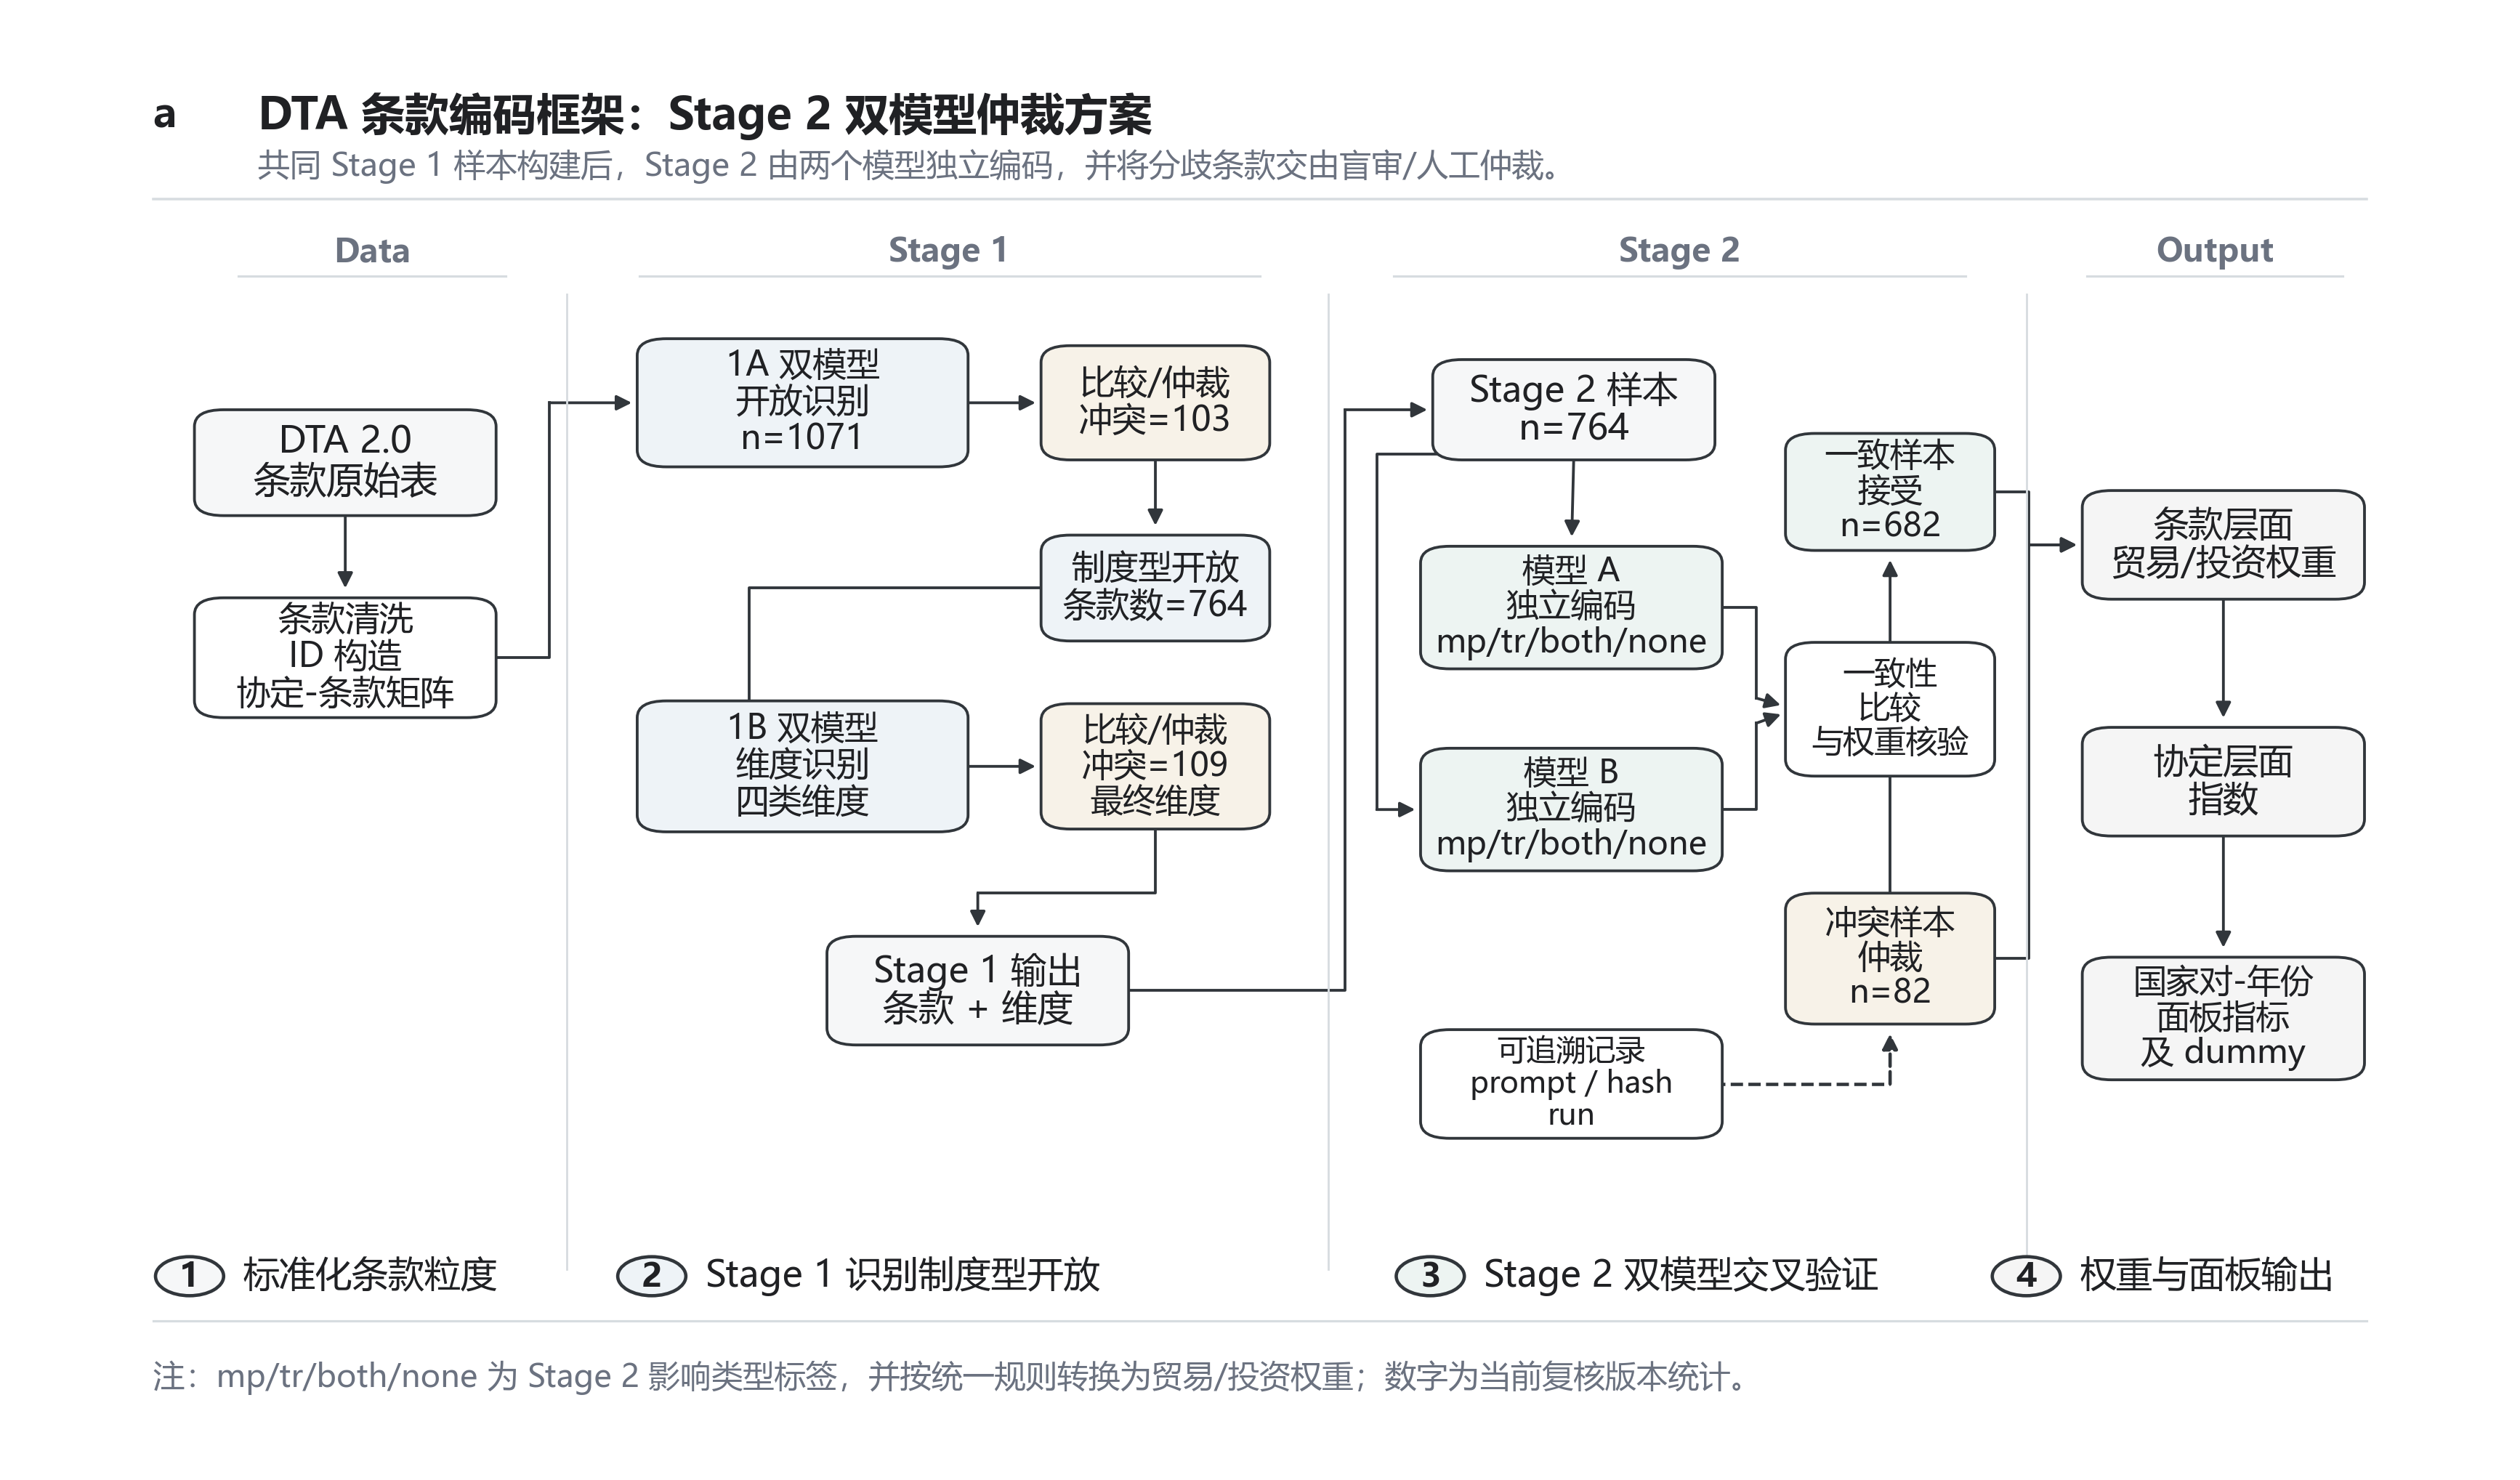 a
DTA 条款编码框架：Stage 2 双模型仲裁方案
共同 Stage 1 样本构建后，Stage 2 由两个模型独立编码，并将分歧条款交由盲审/人工仲裁。
Data
Stage 1
Stage 2
Output
DTA 2.0
条款原始表
条款清洗
ID 构造
协定-条款矩阵
1A 双模型
开放识别
n=1071
比较/仲裁
冲突=103
制度型开放
条款数=764
1B 双模型
维度识别
四类维度
比较/仲裁
冲突=109
最终维度
Stage 1 输出
条款 + 维度
Stage 2 样本
n=764
模型 A
独立编码
mp/tr/both/none
模型 B
独立编码
mp/tr/both/none
一致样本
接受
n=682
一致性
比较
与权重核验
冲突样本
仲裁
n=82
可追溯记录
prompt / hash
run
条款层面
贸易/投资权重
协定层面
指数
国家对-年份
面板指标
及 dummy
1 标准化条款粒度
2 Stage 1 识别制度型开放
3 Stage 2 双模型交叉验证
4 权重与面板输出
注：mp/tr/both/none 为 Stage 2 影响类型标签，并按统一规则转换为贸易/投资权重；数字为当前复核版本统计。